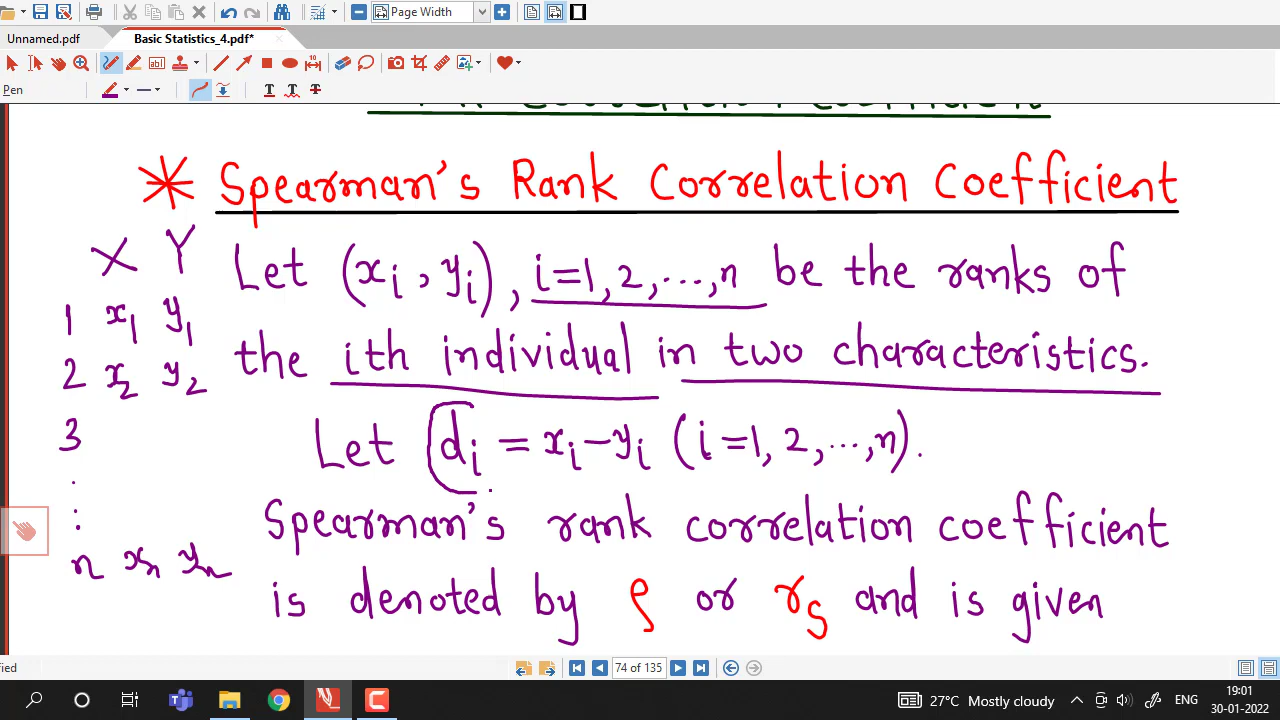 Page Width
Unnamed.pdf
Basic Statistics_4.pdf*
10
Pen
T T T
* Spearman's Rank Correlation Coefficient
X Y
1 x1 y1
2 x2 y2
3
⋮
n xn yn
Let (xi, yi), i=1, 2, ..., n be the ranks of
the ith individual in two characteristics.
Let di = xi − yi (i=1, 2, ..., n).
Spearman's rank correlation coefficient
is denoted by ρ or rs and is given
fied
74 of 135
27°C Mostly cloudy
ENG
19:01
30-01-2022